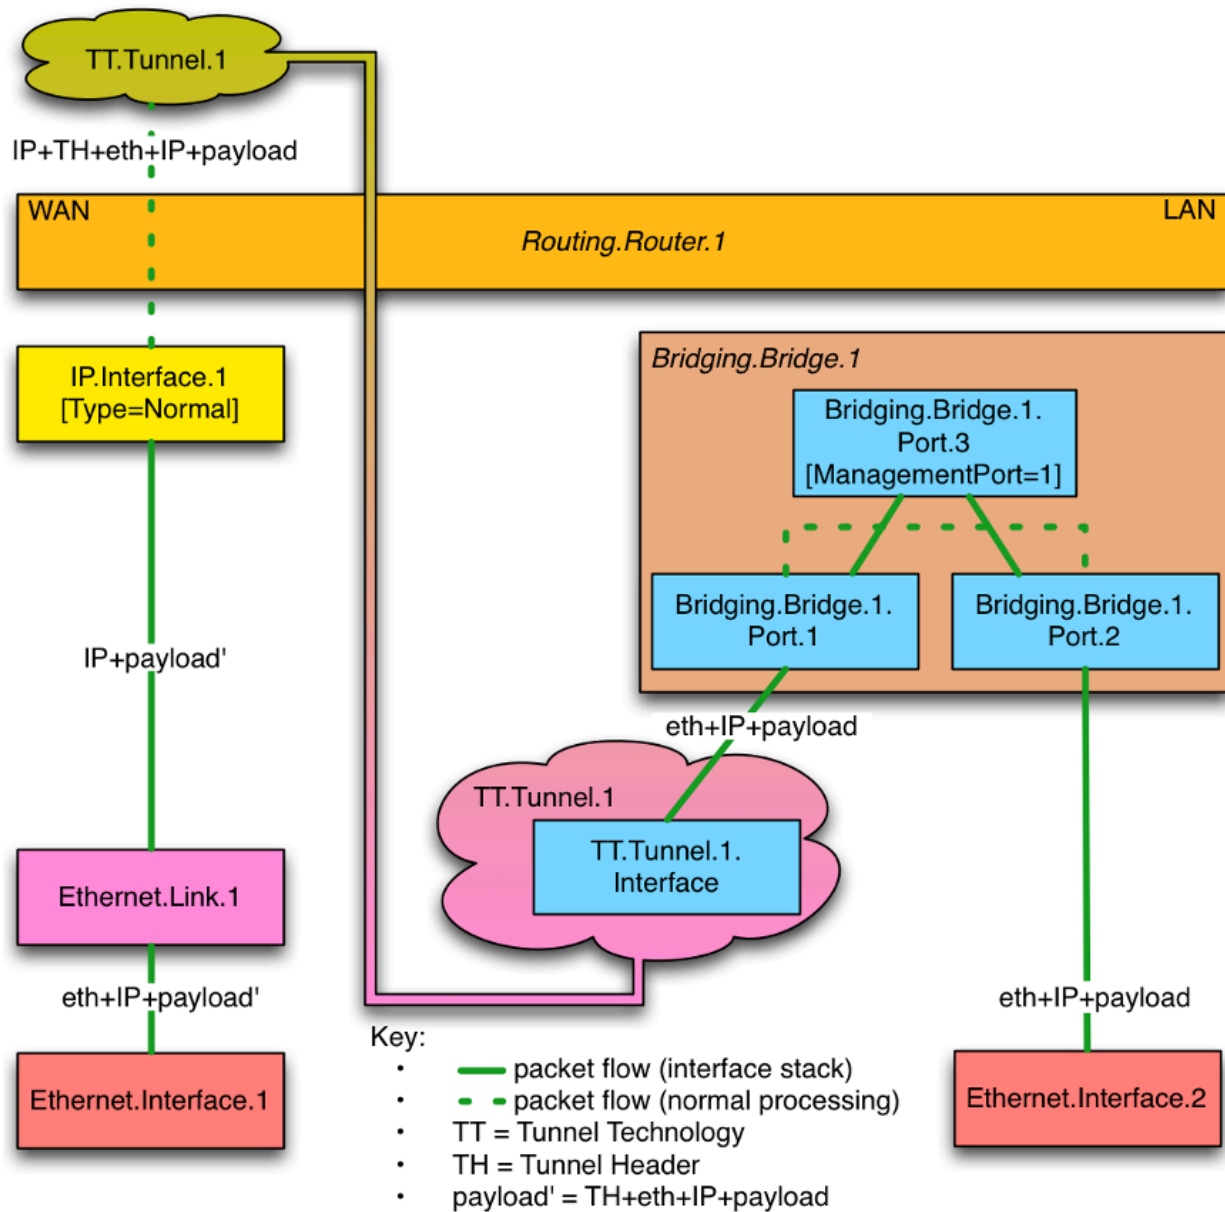 TT.Tunnel.1
IP+TH+eth+IP+payload
WAN
LAN
Routing.Router.1
IP.Interface.1
[Type=Normal]
Bridging.Bridge.1
Bridging.Bridge.1.
Port.3
[ManagementPort=1]
Bridging.Bridge.1.
Port.1
Bridging.Bridge.1.
Port.2
IP+payload'
eth+IP+payload
TT.Tunnel.1
TT.Tunnel.1.
Interface
Ethernet.Link.1
eth+IP+payload'
eth+IP+payload
Ethernet.Interface.1
Ethernet.Interface.2
Key:
• packet flow (interface stack)
• packet flow (normal processing)
• TT = Tunnel Technology
• TH = Tunnel Header
• payload' = TH+eth+IP+payload